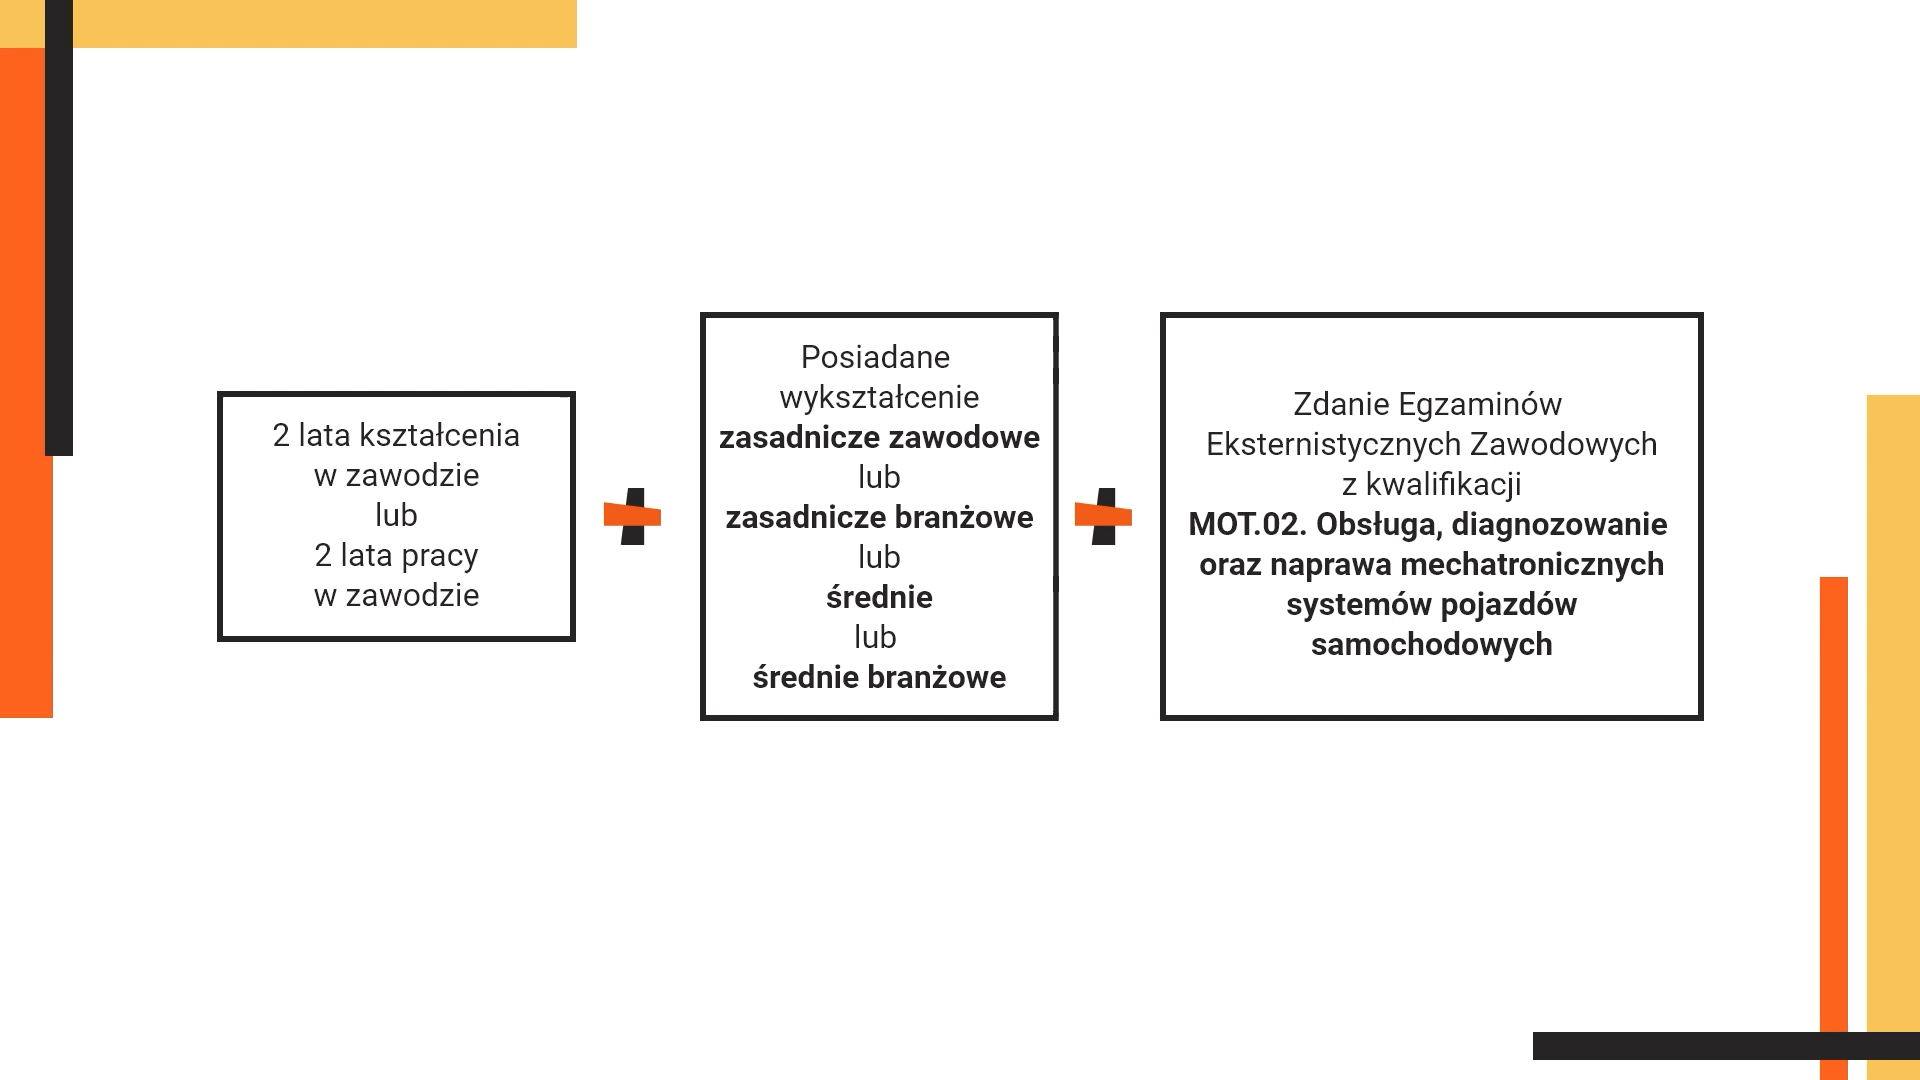 2 lata kształcenia
w zawodzie
lub
2 lata pracy
w zawodzie
Posiadane
wykształcenie
zasadnicze zawodowe
lub
zasadnicze branżowe
lub
średnie
lub
średnie branżowe
Zdanie Egzaminów
Eksternistycznych Zawodowych
z kwalifikacji
MOT.02. Obsługa, diagnozowanie
oraz naprawa mechatronicznych
systemów pojazdów
samochodowych